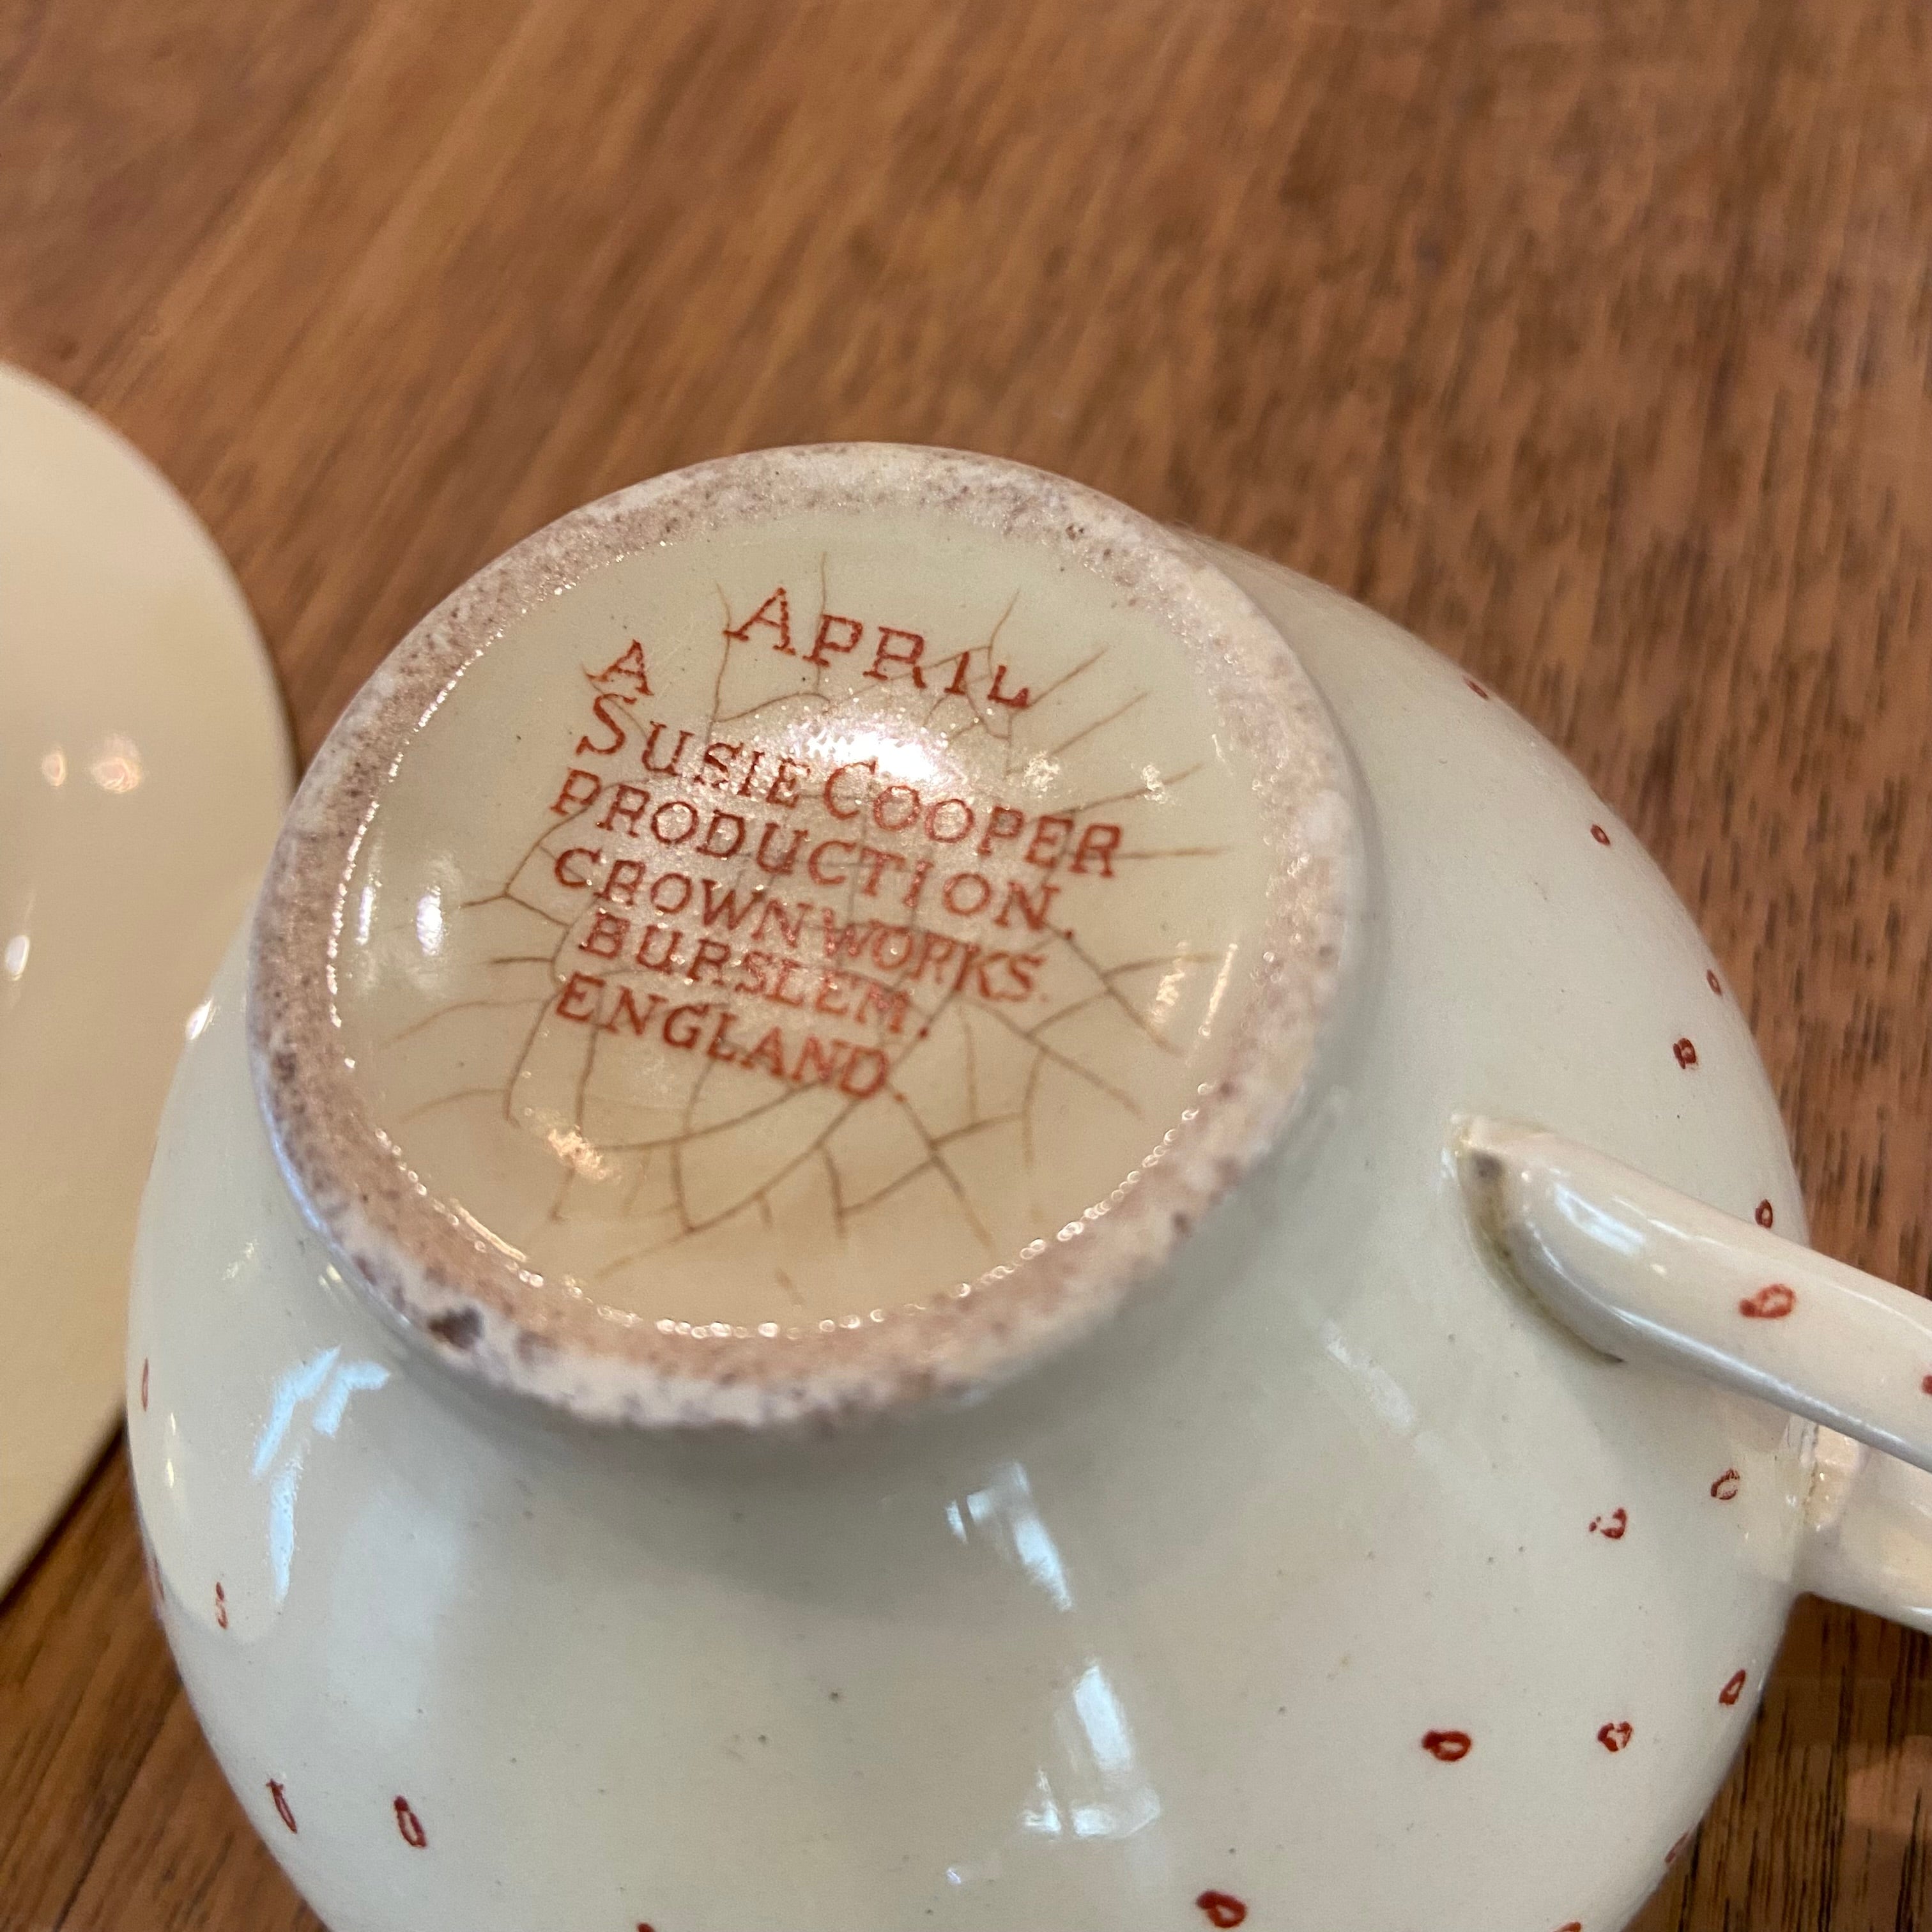 APRIL
A
SUSIE COOPER
PRODUCTION.
CROWN WORKS.
BURSLEM.
ENGLAND.